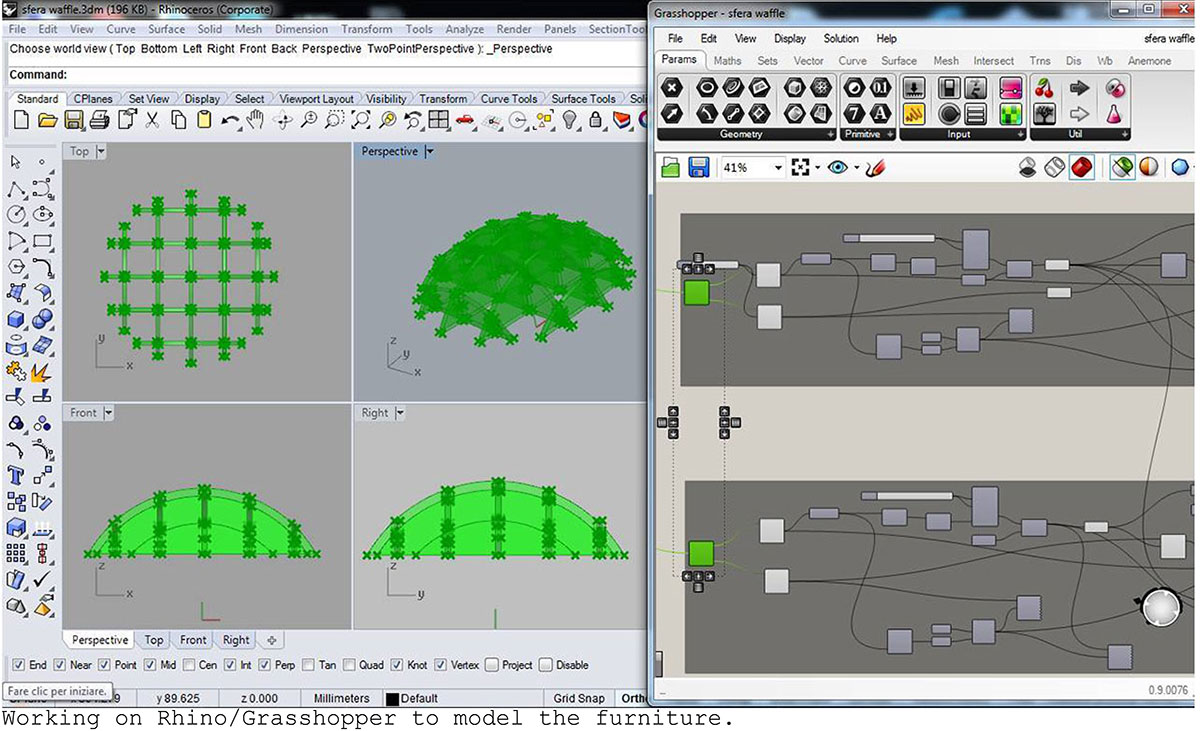 sfera waffle.3dm (196 KB) - Rhinoceros (Corporate)
File Edit View Curve Surface Solid Mesh Dimension Transform Tools Analyze Render Panels SectionToo
Choose world view ( Top Bottom Left Right Front Back Perspective TwoPointPerspective ): _Perspective
Command:
Standard CPlanes Set View Display Select Viewport Layout Visibility Transform Curve Tools Surface Tools Soli
Top
Perspective
y
x
z
y
x
Front
Right
z
x
z
y
Perspective Top Front Right
End Near Point Mid Cen Int Perp Tan Quad Knot Vertex Project Disable
Fare clic per iniziare.
y 89.625 z 0.000 Millimeters Default Grid Snap Ortho
Grasshopper - sfera waffle
File Edit View Display Solution Help sfera waffle
Params Maths Sets Vector Curve Surface Mesh Intersect Trns Dis Wb Anemone
Geometry Primitive Input Util
41%
0.9.0076
Working on Rhino/Grasshopper to model the furniture.